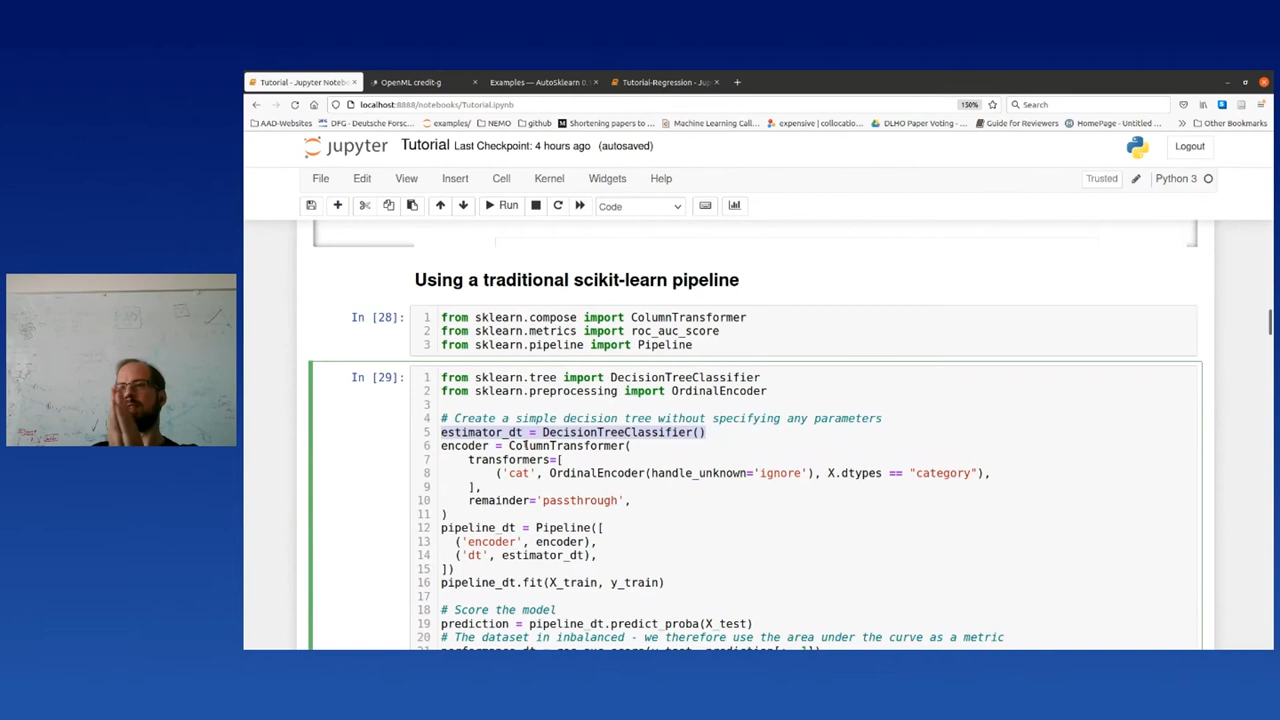 Tutorial - Jupyter Notebo
OpenML credit-g
Examples — AutoSklearn 0.
Tutorial-Regression - Jup
localhost:8888/notebooks/Tutorial.ipynb
150%
Search
AAD-Websites
DFG - Deutsche Forsc…
examples/
NEMO
github
Shortening papers to …
Machine Learning Cal…
expensive | collocatio…
DLHO Paper Voting -…
Guide for Reviewers
HomePage - Untitled …
Other Bookmarks
jupyter Tutorial Last Checkpoint: 4 hours ago (autosaved)
Logout
File Edit View Insert Cell Kernel Widgets Help
Trusted
Python 3
Run
Code
Using a traditional scikit-learn pipeline
In [28]:
1 from sklearn.compose import ColumnTransformer
2 from sklearn.metrics import roc_auc_score
3 from sklearn.pipeline import Pipeline
In [29]:
1 from sklearn.tree import DecisionTreeClassifier
2 from sklearn.preprocessing import OrdinalEncoder
3
4 # Create a simple decision tree without specifying any parameters
5 estimator_dt = DecisionTreeClassifier()
6 encoder = ColumnTransformer(
7 transformers=[
8 ('cat', OrdinalEncoder(handle_unknown='ignore'), X.dtypes == "category"),
9 ],
10 remainder='passthrough',
11 )
12 pipeline_dt = Pipeline([
13 ('encoder', encoder),
14 ('dt', estimator_dt),
15 ])
16 pipeline_dt.fit(X_train, y_train)
17
18 # Score the model
19 prediction = pipeline_dt.predict_proba(X_test)
20 # The dataset in inbalanced - we therefore use the area under the curve as a metric